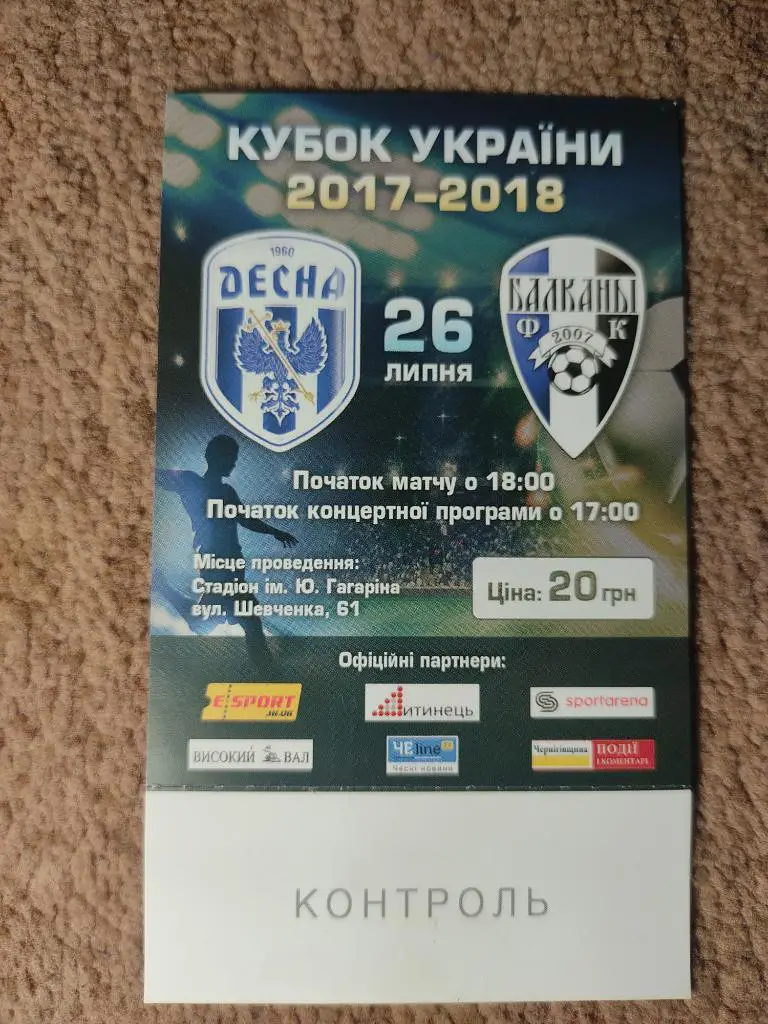 КУБОК УКРАЇНИ
2017-2018
1960
ДЕСНА
26
ЛИПНЯ
БАЛКАНЫ
Ф К
2007
Початок матчу о 18:00
Початок концертної програми о 17:00
Місце проведення:
Стадіон ім. Ю. Гагаріна
вул. Шевченка, 61
Ціна: 20 грн
Офіційні партнери:
E SPORT
дитинець
sportarena
ВИСОКИЙ ВАЛ
ЧЕline
Ческі новини
Чернігівщина
ПОДІЇ
І КОМЕНТАРІ
КОНТРОЛЬ